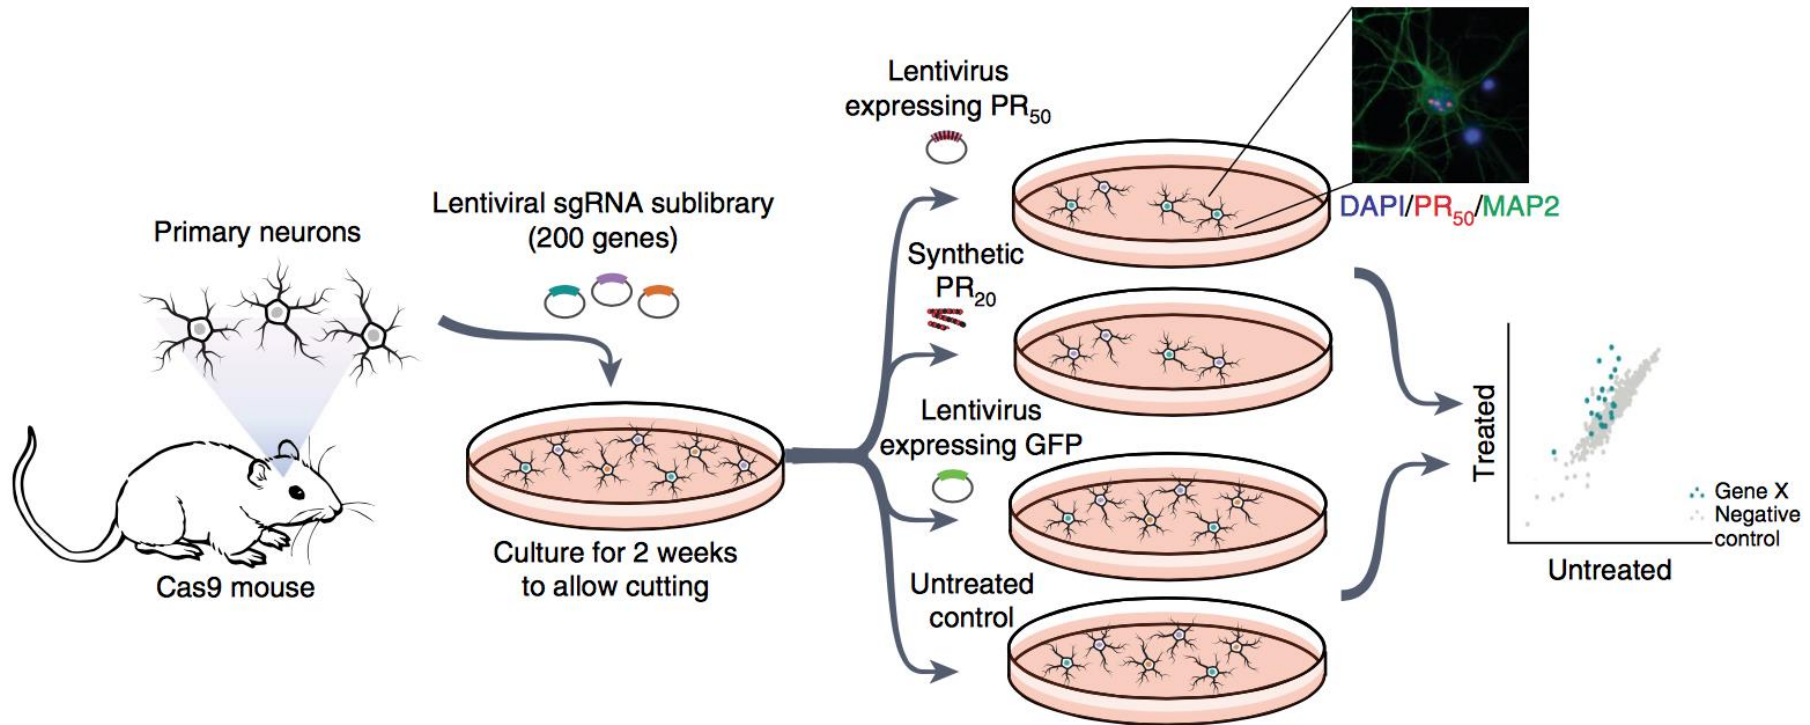 Primary neurons
Cas9 mouse
Lentiviral sgRNA sublibrary
(200 genes)
Culture for 2 weeks
to allow cutting
Lentivirus
expressing PR50
Synthetic
PR20
Lentivirus
expressing GFP
Untreated
control
DAPI/PR50/MAP2
Treated
Untreated
Gene X
Negative
control